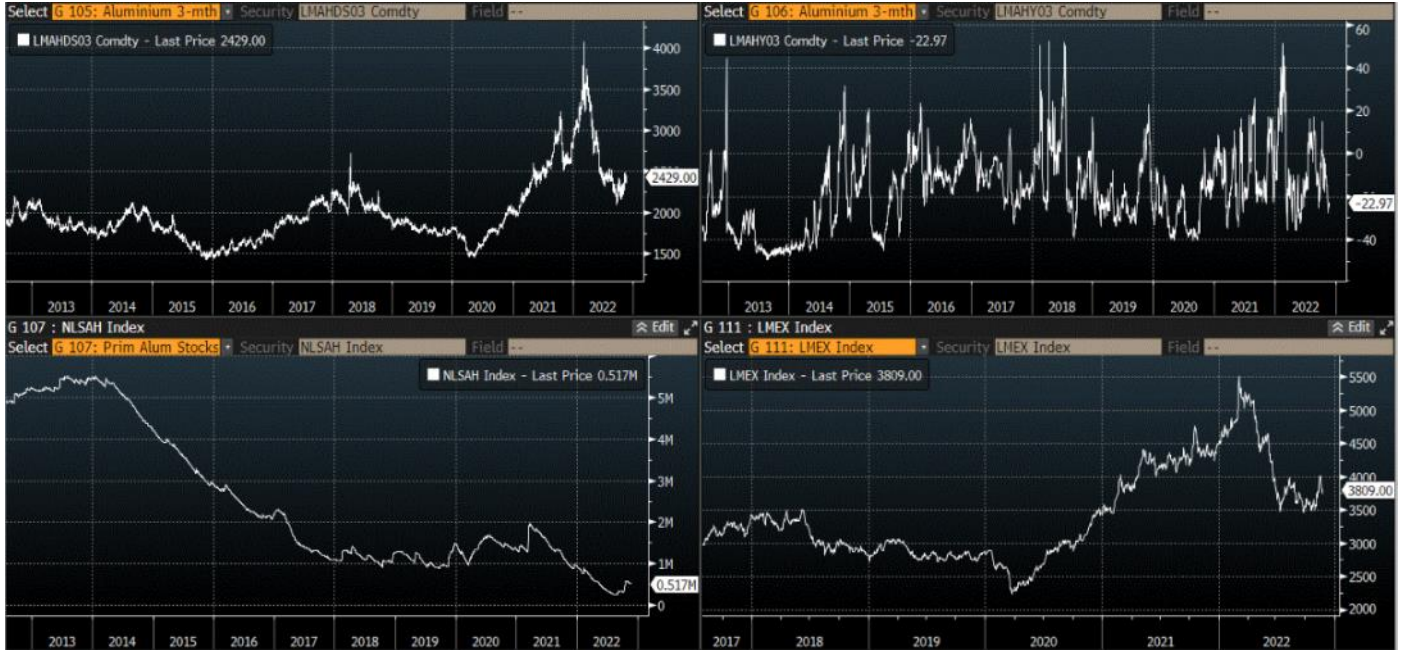 Select G 105: Aluminium 3-mth Security LMAHDS03 Comdty Field --
LMAHDS03 Comdty - Last Price 2429.00
4000
3500
3000
2500
2429.00
2000
1500
2013 2014 2015 2016 2017 2018 2019 2020 2021 2022
Select G 106: Aluminium 3-mth Security LMAHY03 Comdty Field --
LMAHY03 Comdty - Last Price -22.97
60
40
20
0
-22.97
-40
2013 2014 2015 2016 2017 2018 2019 2020 2021 2022
G 107 : NLSAH Index Edit
Select G 107: Prim Alum Stocks Security NLSAH Index Field --
NLSAH Index - Last Price 0.517M
5M
4M
3M
2M
1M
0.517M
0
2013 2014 2015 2016 2017 2018 2019 2020 2021 2022
G 111 : LMEX Index Edit
Select G 111: LMEX Index Security LMEX Index Field --
LMEX Index - Last Price 3809.00
5500
5000
4500
4000
3809.00
3500
3000
2500
2000
2017 2018 2019 2020 2021 2022